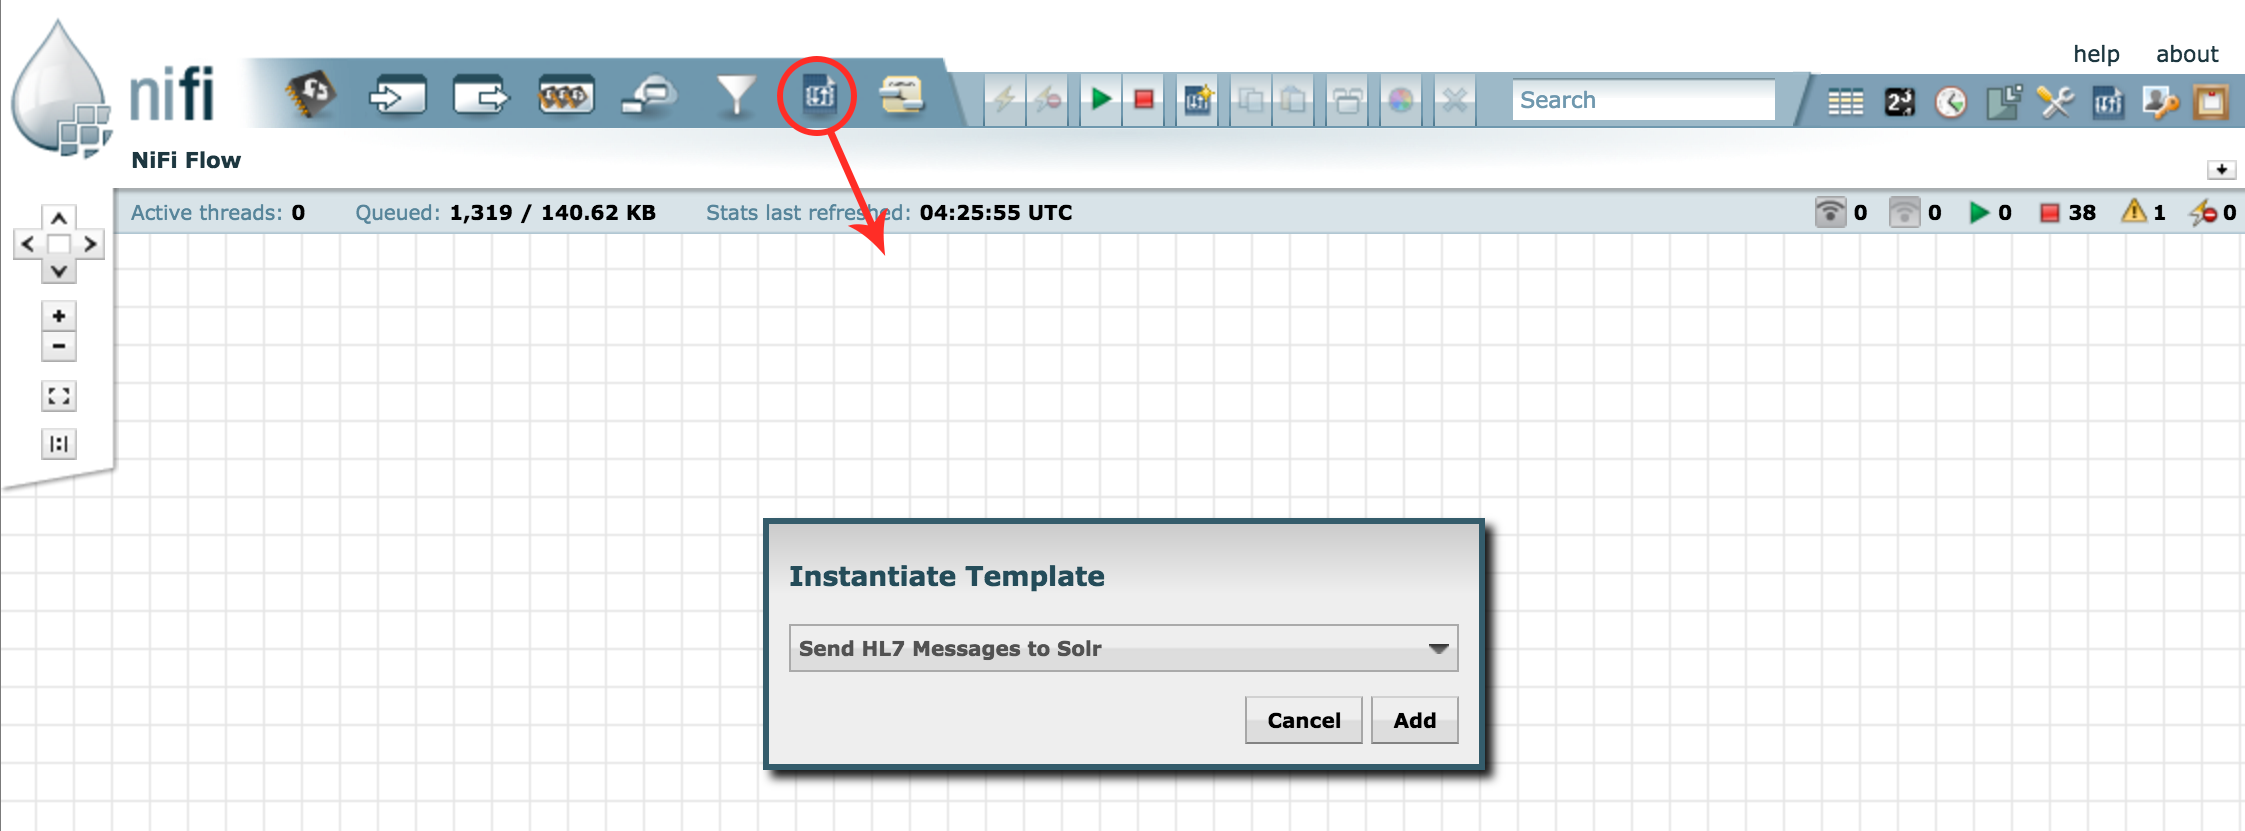 help about
nifi
Search
NiFi Flow
Active threads: 0 Queued: 1,319 / 140.62 KB Stats last refreshed: 04:25:55 UTC 0 0 0 38 1 0
Instantiate Template
Send HL7 Messages to Solr
Cancel Add